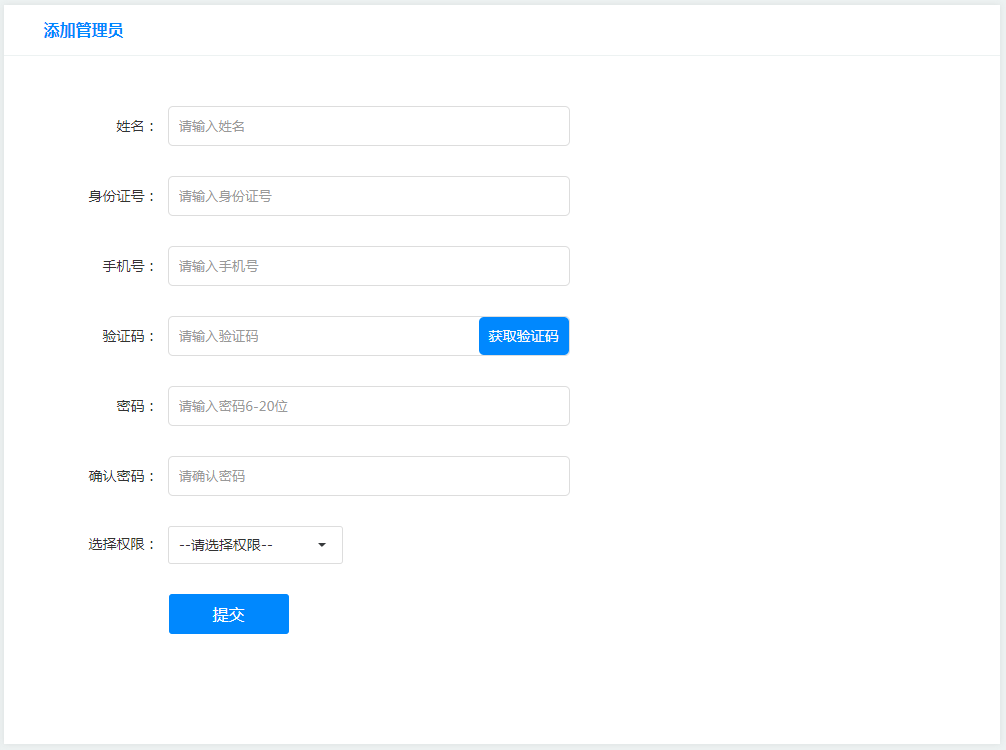 添加管理员
姓名： 请输入姓名
身份证号： 请输入身份证号
手机号： 请输入手机号
验证码： 请输入验证码 获取验证码
密码： 请输入密码6-20位
确认密码： 请确认密码
选择权限： --请选择权限--
提交